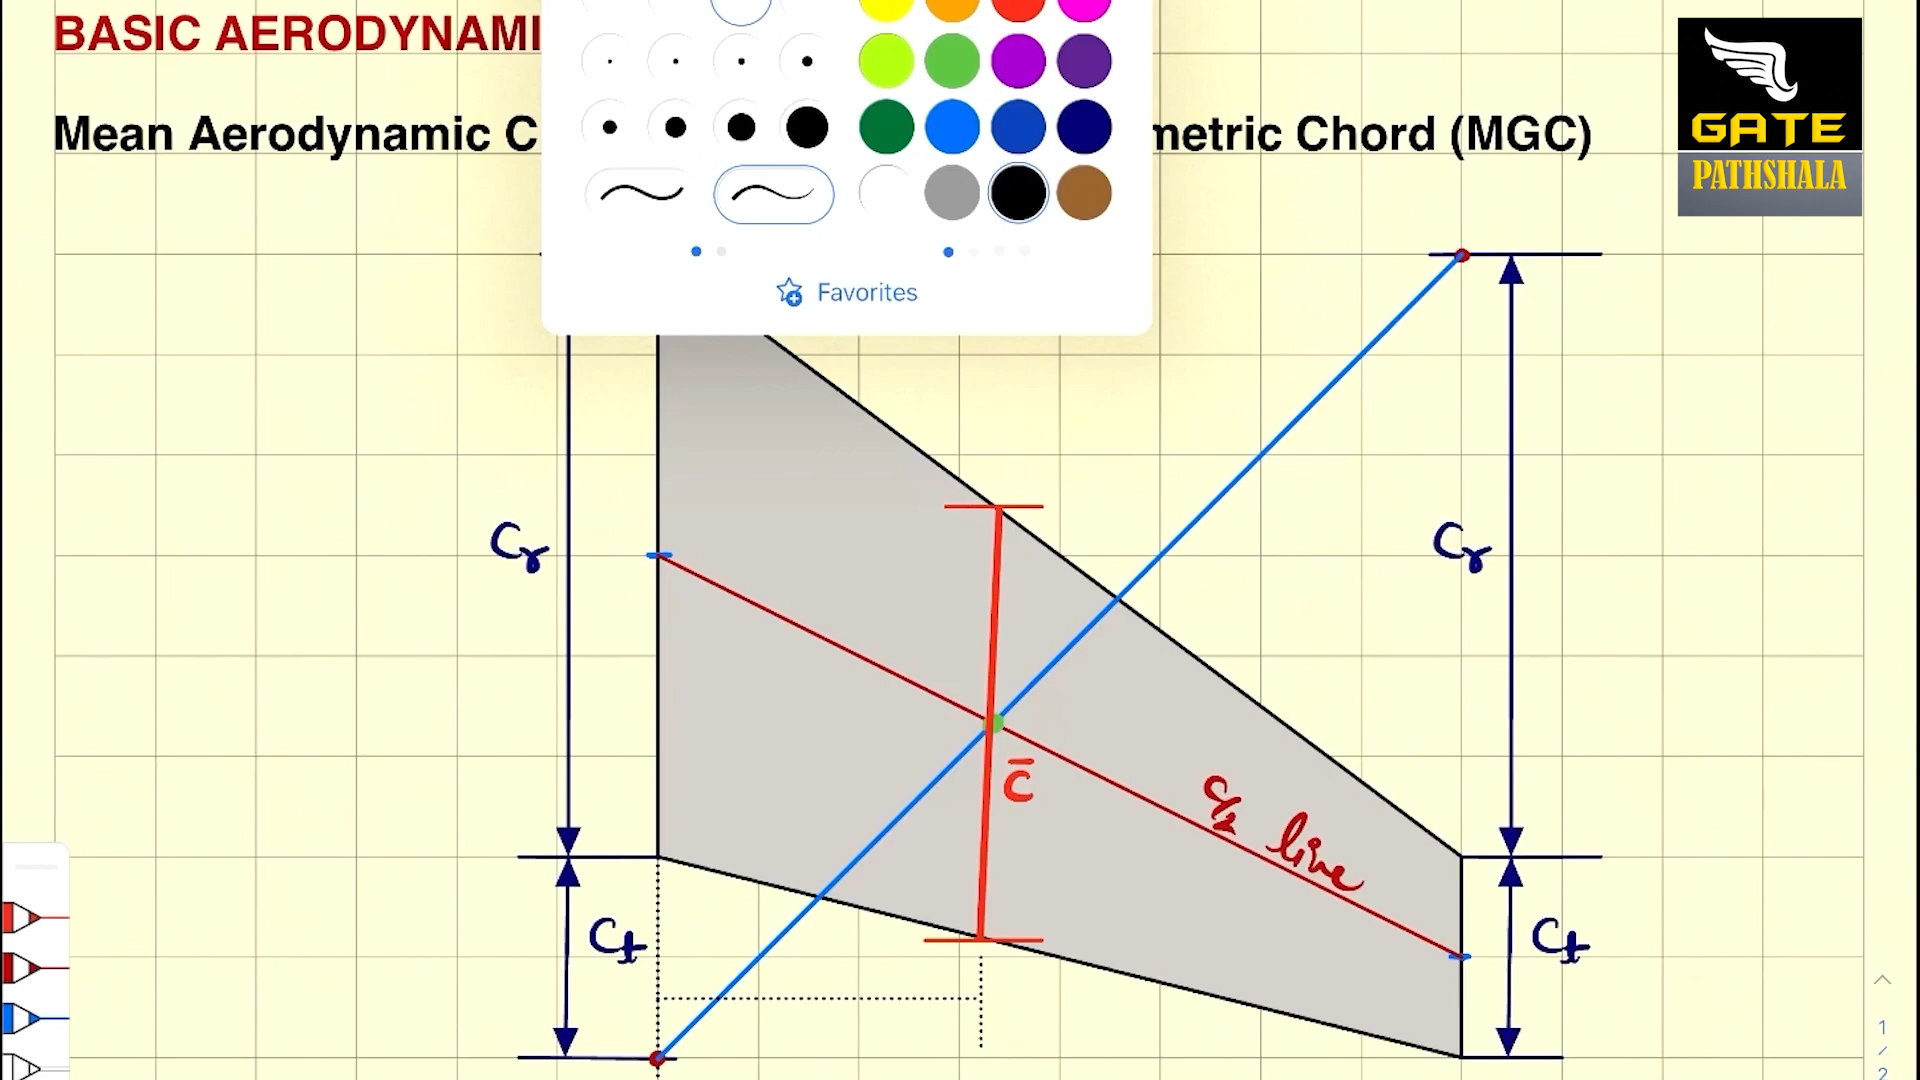 BASIC AERODYNAMI
Mean Aerodynamic C metric Chord (MGC)
GATE
PATHSHALA
Favorites
Cr
Cr
C̄
c/2 line
Ct
Ct
1
/
2